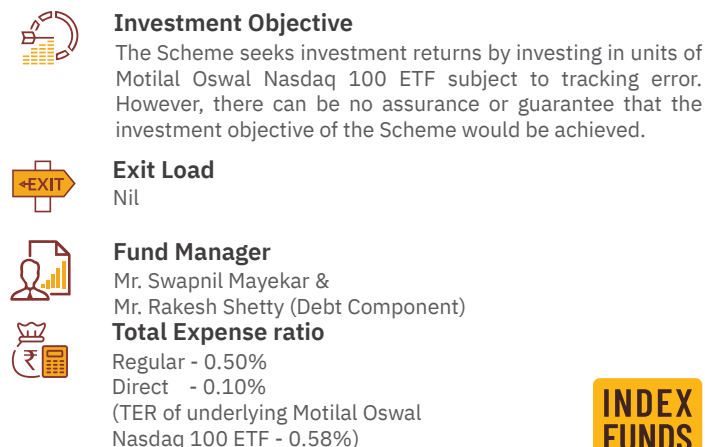 Investment Objective
The Scheme seeks investment returns by investing in units of
Motilal Oswal Nasdaq 100 ETF subject to tracking error.
However, there can be no assurance or guarantee that the
investment objective of the Scheme would be achieved.
EXIT
Exit Load
Nil
Fund Manager
Mr. Swapnil Mayekar &
Mr. Rakesh Shetty (Debt Component)
Total Expense ratio
₹
Regular - 0.50%
Direct - 0.10%
(TER of underlying Motilal Oswal
Nasdaq 100 ETF - 0.58%)
INDEX
FUNDS